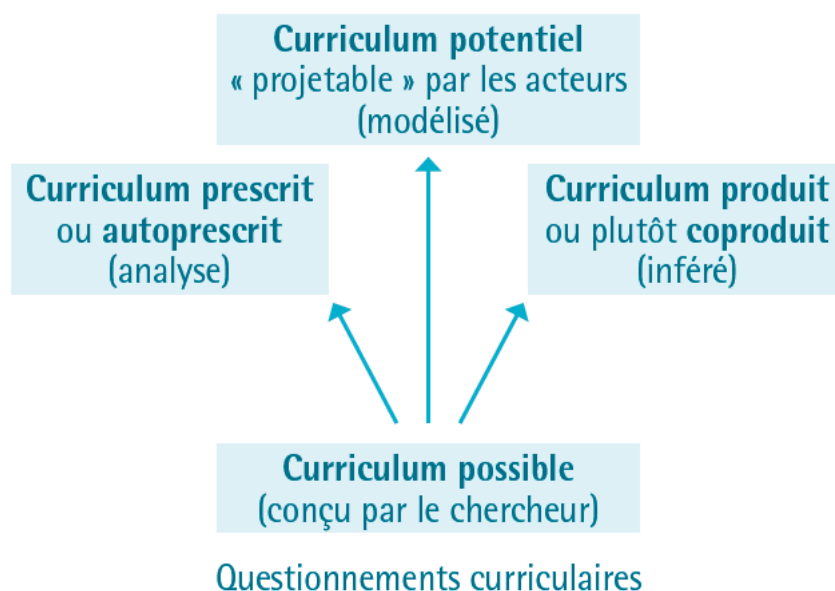 Curriculum potentiel
« projetable » par les acteurs
(modélisé)
Curriculum prescrit
ou autoprescrit
(analyse)
Curriculum produit
ou plutôt coproduit
(inféré)
Curriculum possible
(conçu par le chercheur)
Questionnements curriculaires